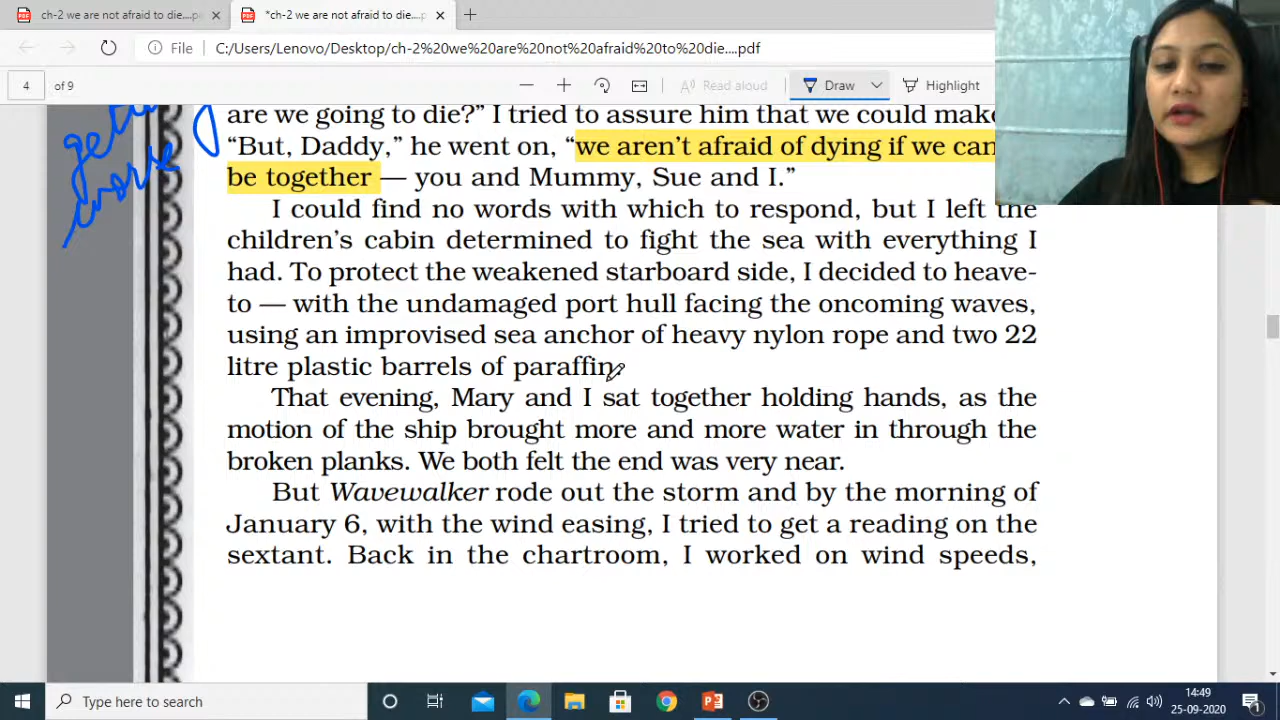 ch-2 we are not afraid to die....p
*ch-2 we are not afraid to die....p
File
C:/Users/Lenovo/Desktop/ch-2%20we%20are%20not%20afraid%20to%20die....pdf
4 of 9
Read aloud
Draw
Highlight
are we going to die?” I tried to assure him that we could make
“But, Daddy,” he went on, “we aren’t afraid of dying if we can
be together — you and Mummy, Sue and I.”
I could find no words with which to respond, but I left the
children’s cabin determined to fight the sea with everything I
had. To protect the weakened starboard side, I decided to heave-
to — with the undamaged port hull facing the oncoming waves,
using an improvised sea anchor of heavy nylon rope and two 22
litre plastic barrels of paraffin
That evening, Mary and I sat together holding hands, as the
motion of the ship brought more and more water in through the
broken planks. We both felt the end was very near.
But Wavewalker rode out the storm and by the morning of
January 6, with the wind easing, I tried to get a reading on the
sextant. Back in the chartroom, I worked on wind speeds,
Type here to search
14:49
25-09-2020
1